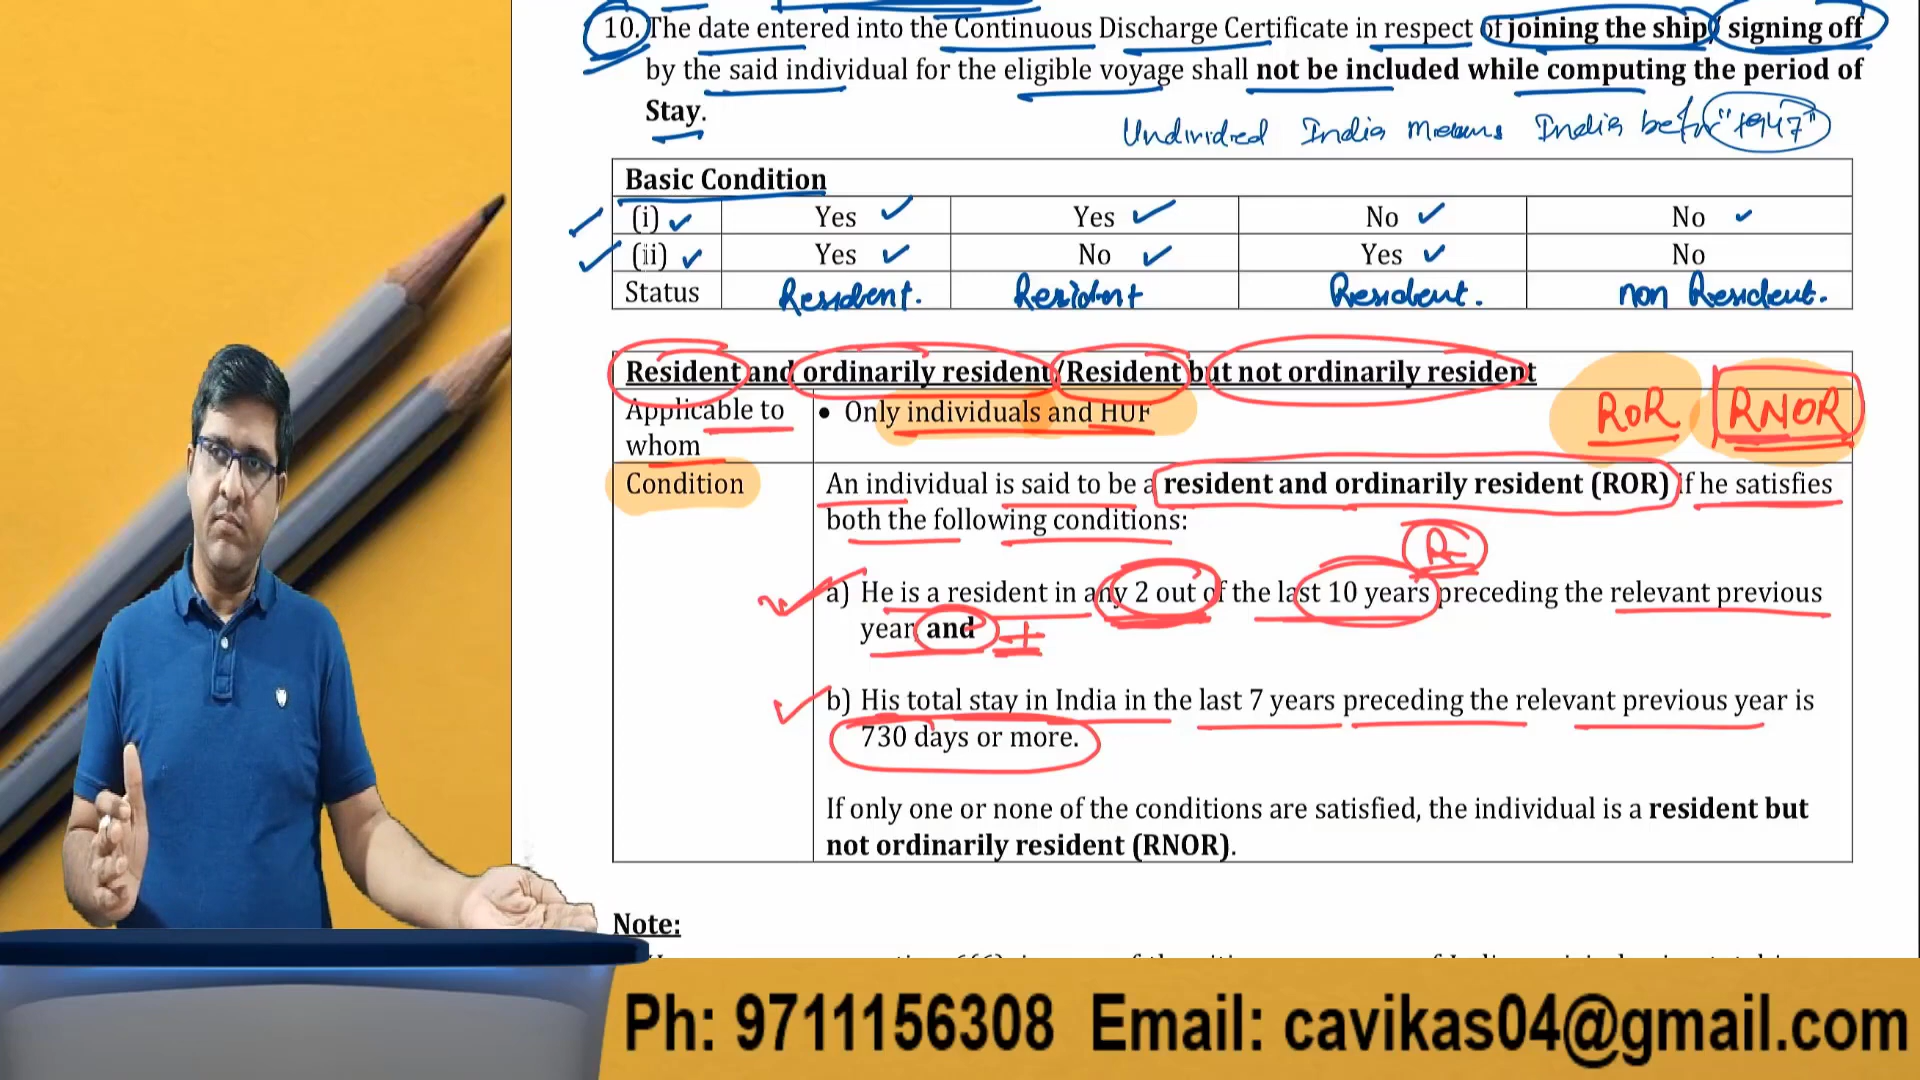 10. The date entered into the Continuous Discharge Certificate in respect of joining the ship/ signing off
by the said individual for the eligible voyage shall not be included while computing the period of
Stay.
Undivided India means India before "1947"
Basic Condition
(i) Yes Yes No No
(ii) Yes No Yes No
Status Resident. Resident Resident. non Resident.
Resident and ordinarily resident/Resident but not ordinarily resident
Applicable to whom
• Only individuals and HUF
ROR RNOR
Condition
An individual is said to be a resident and ordinarily resident (ROR) if he satisfies
both the following conditions:
R
a) He is a resident in any 2 out of the last 10 years preceding the relevant previous
year and +
b) His total stay in India in the last 7 years preceding the relevant previous year is
730 days or more.
If only one or none of the conditions are satisfied, the individual is a resident but
not ordinarily resident (RNOR).
Note:
Ph: 9711156308 Email: cavikas04@gmail.com